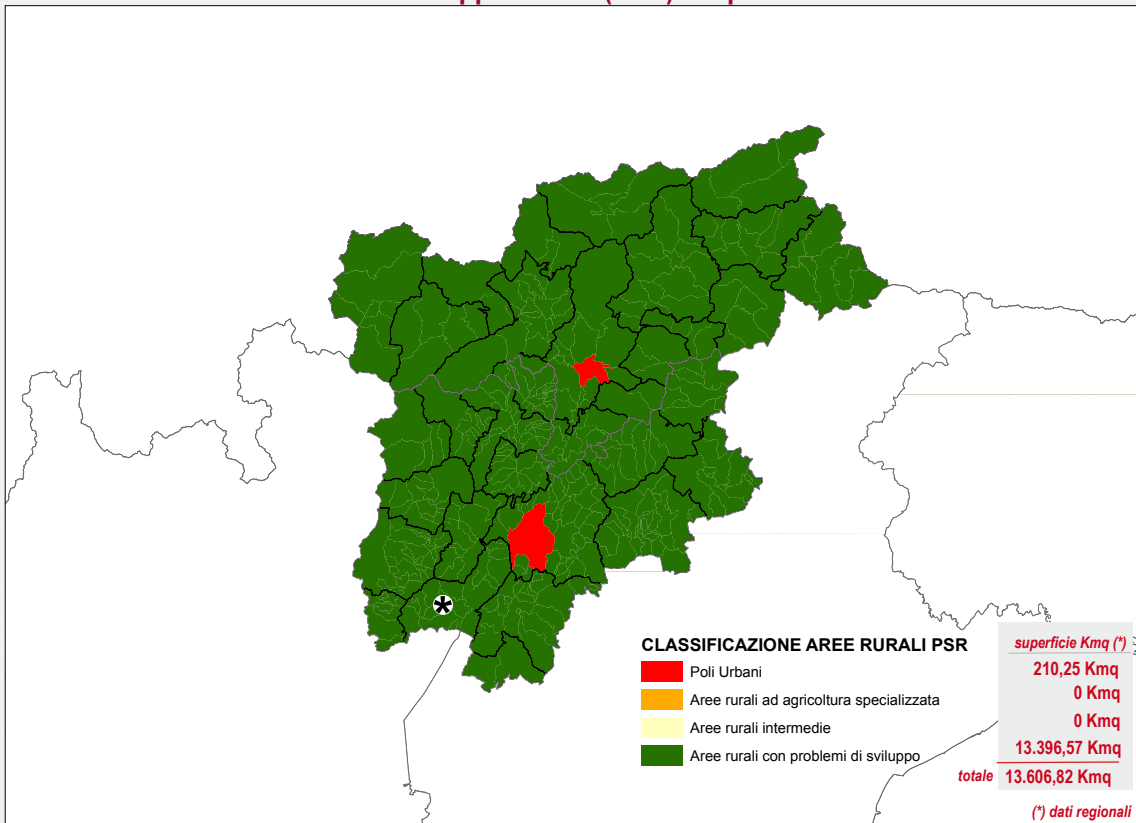 CLASSIFICAZIONE AREE RURALI PSR
superficie Kmq (*)
Poli Urbani
210,25 Kmq
Aree rurali ad agricoltura specializzata
0 Kmq
Aree rurali intermedie
0 Kmq
Aree rurali con problemi di sviluppo
13.396,57 Kmq
totale 13.606,82 Kmq
(*) dati regionali
*